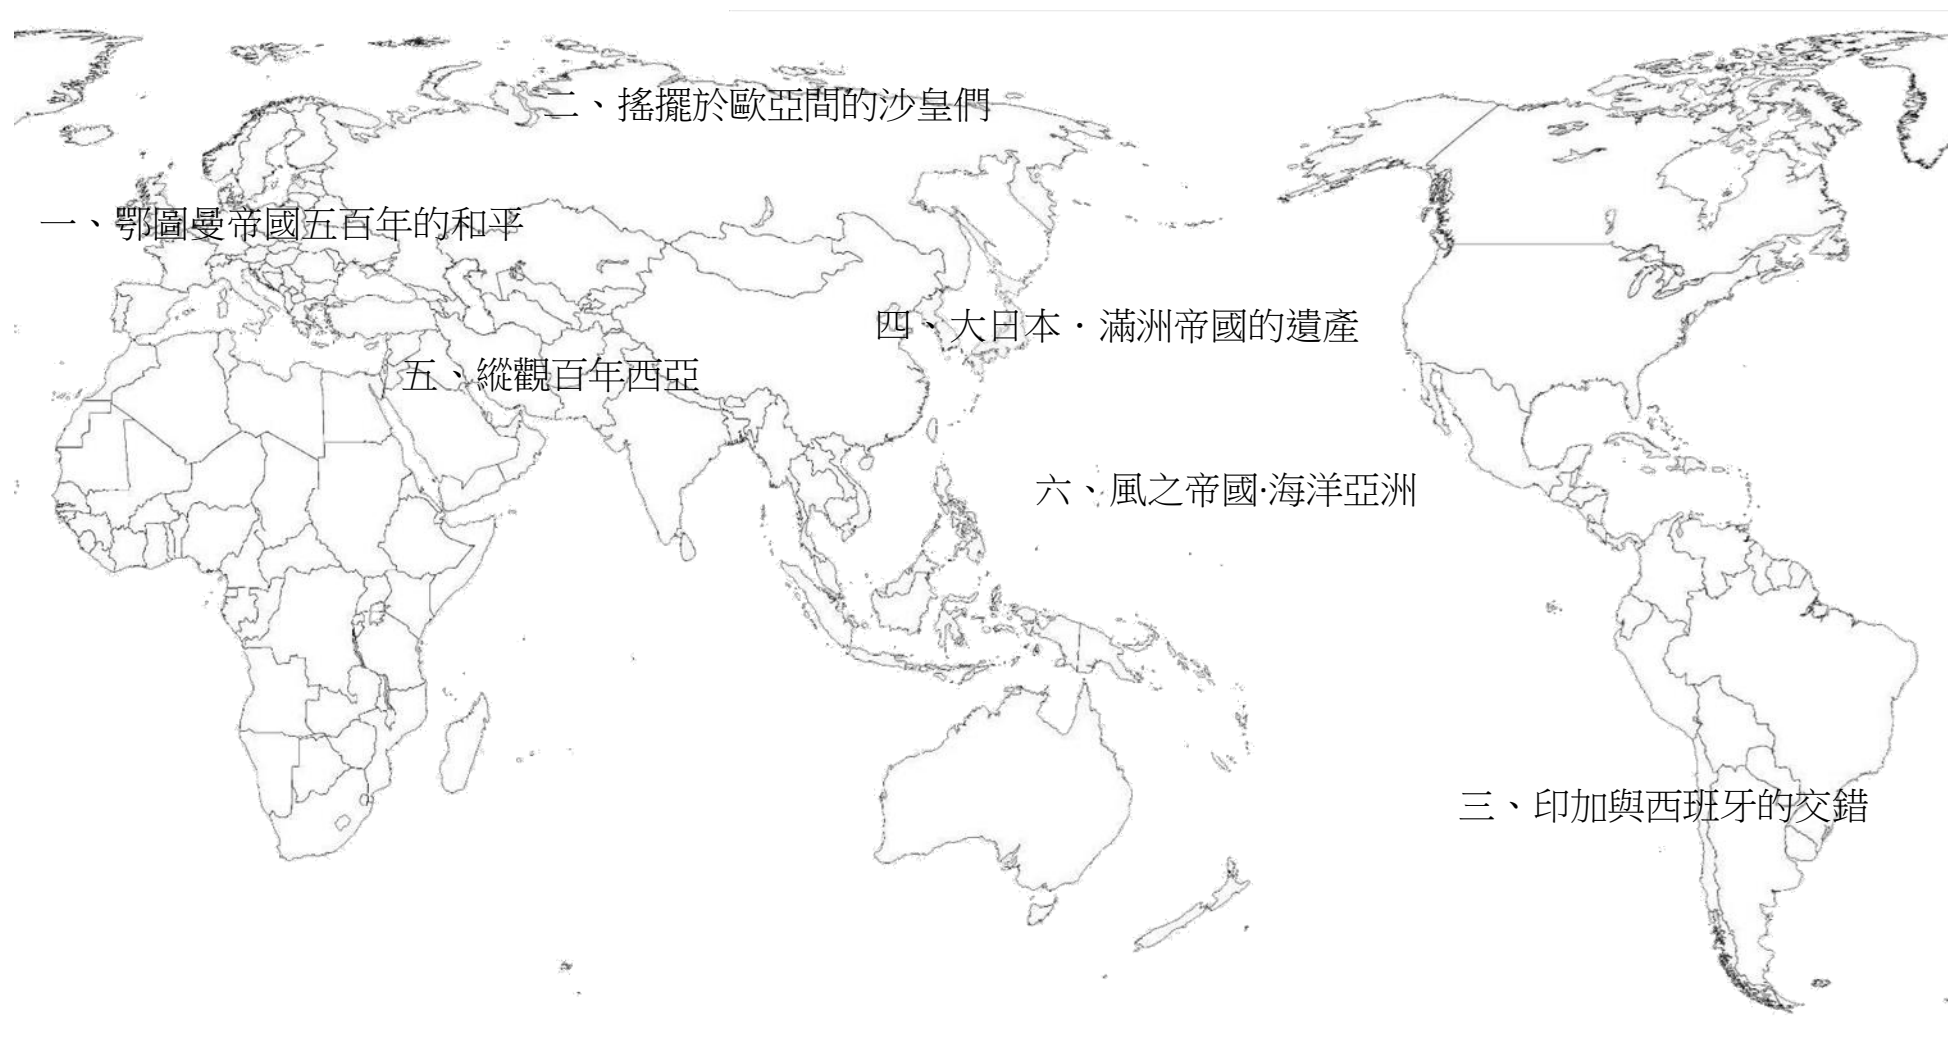 二、搖擺於歐亞間的沙皇們
一、鄂圖曼帝國五百年的和平
四、大日本．滿洲帝國的遺產
五、縱觀百年西亞
六、風之帝國·海洋亞洲
三、印加與西班牙的交錯